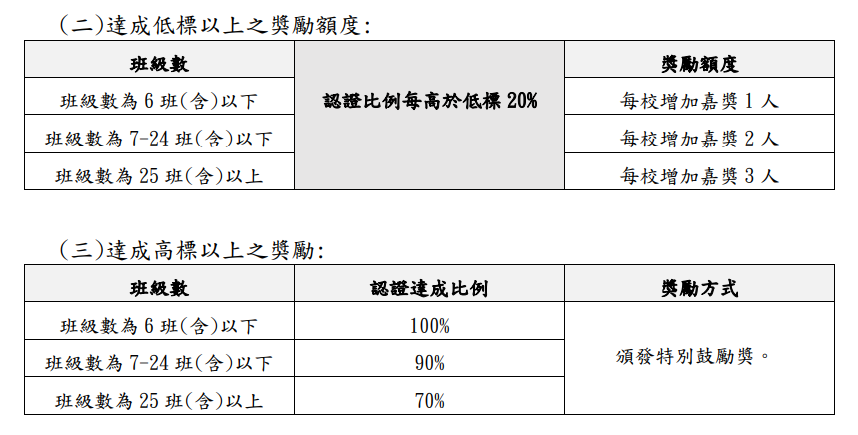 (二)達成低標以上之獎勵額度:
班級數 獎勵額度
班級數為 6 班(含)以下 認證比例每高於低標 20% 每校增加嘉獎 1 人
班級數為 7-24 班(含)以下 每校增加嘉獎 2 人
班級數為 25 班(含)以上 每校增加嘉獎 3 人
(三)達成高標以上之獎勵:
班級數 認證達成比例 獎勵方式
班級數為 6 班(含)以下 100%
班級數為 7-24 班(含)以下 90% 頒發特別鼓勵獎。
班級數為 25 班(含)以上 70%